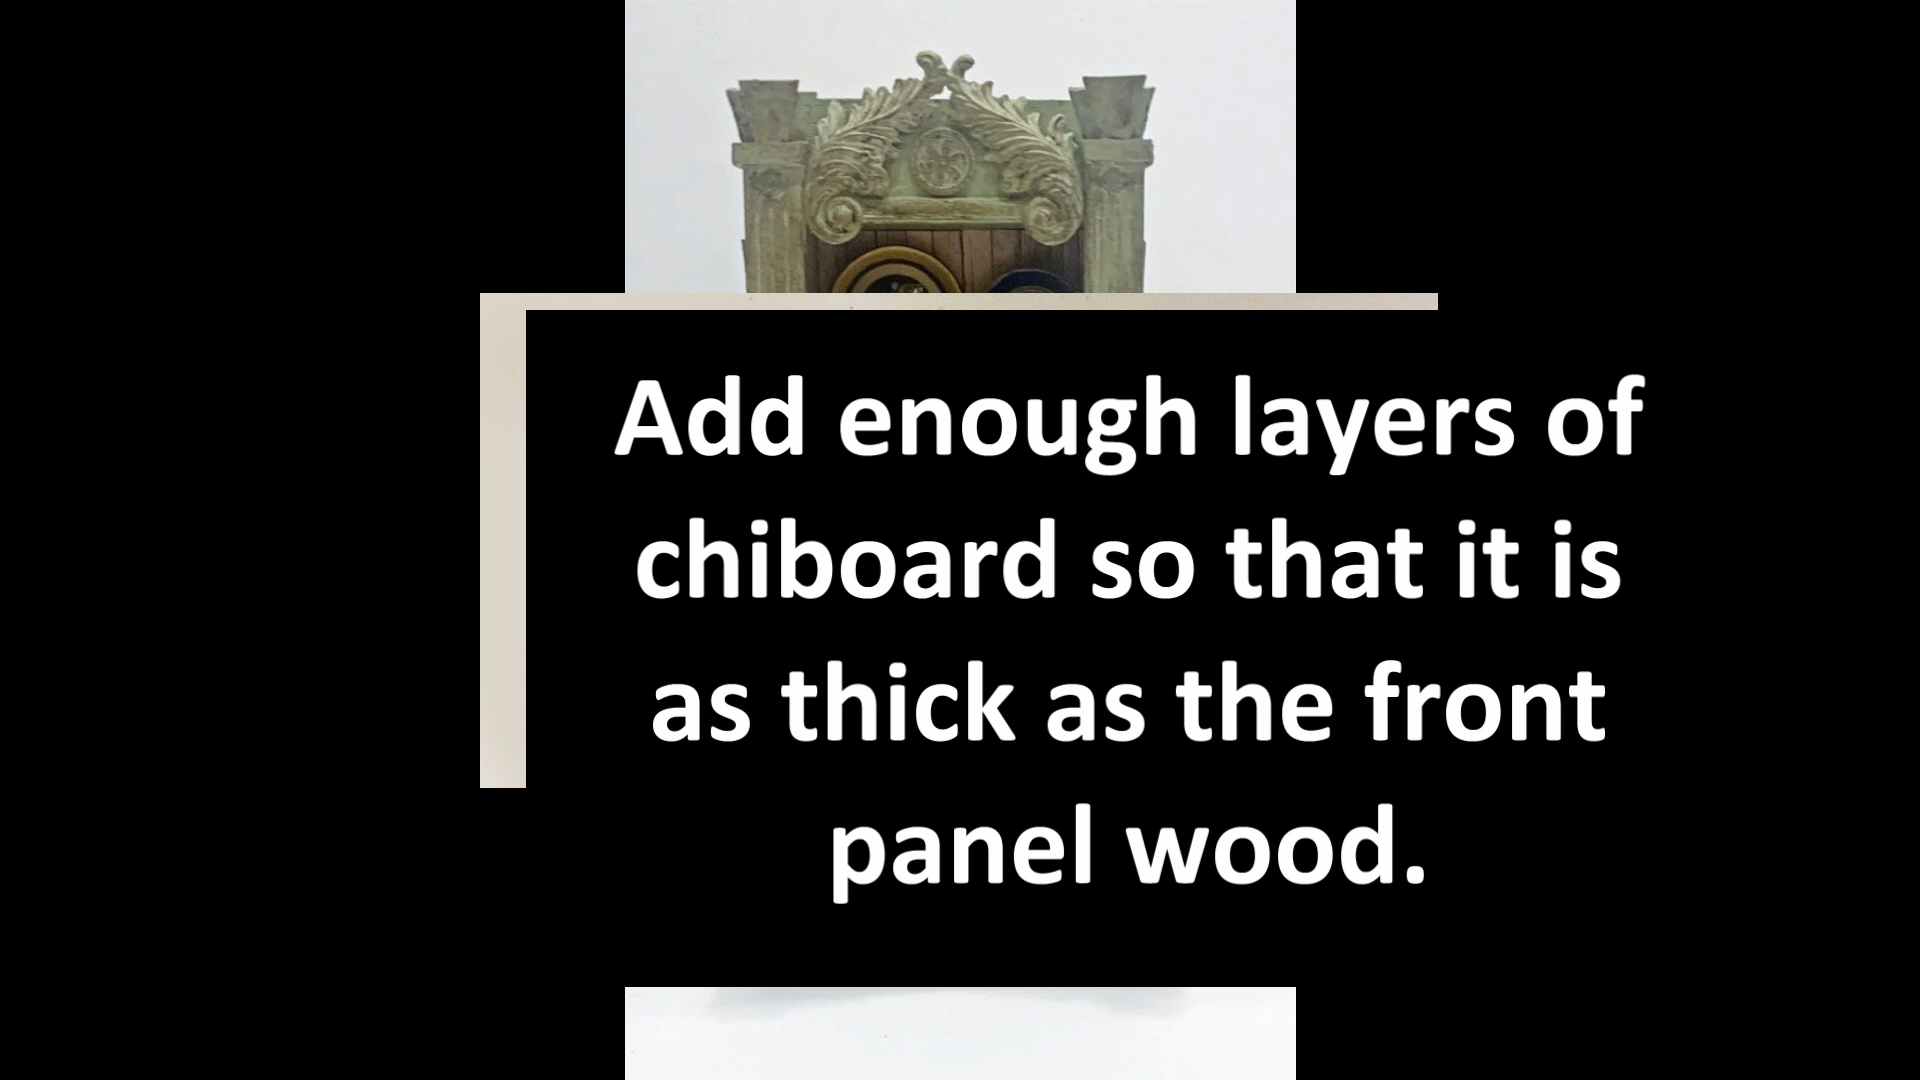 Add enough layers of
chiboard so that it is
as thick as the front
panel wood.